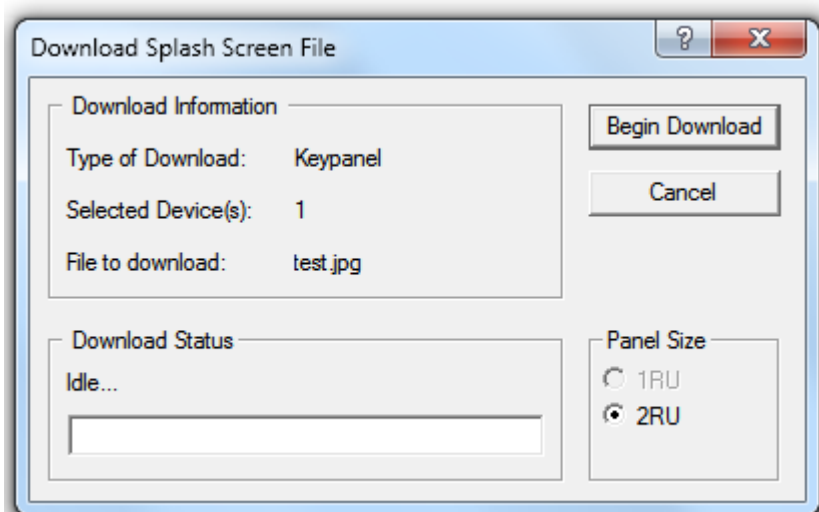 Download Splash Screen File
Download Information
Type of Download: Keypanel
Selected Device(s): 1
File to download: test.jpg
Begin Download
Cancel
Download Status
Idle...
Panel Size
1RU
2RU